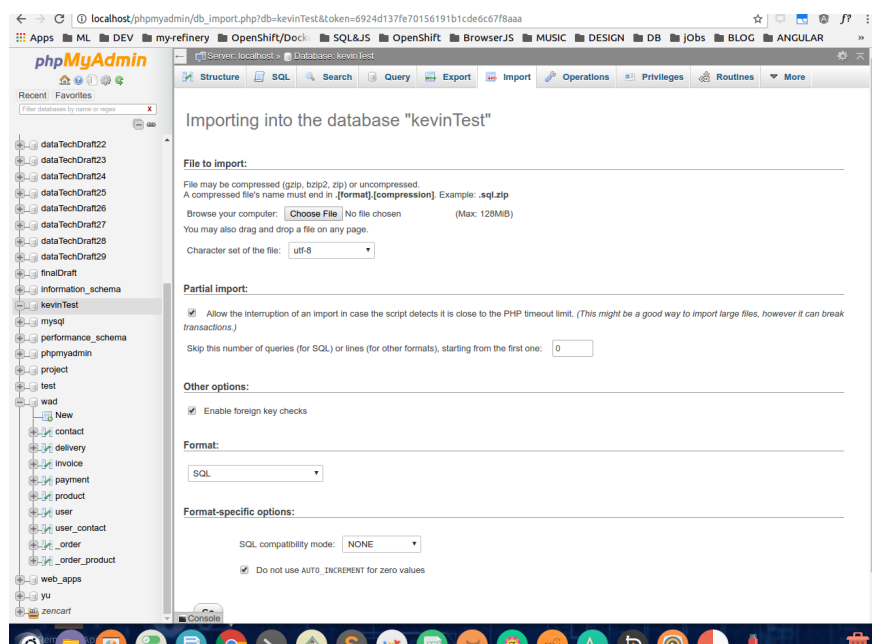 localhost/phpmyadmin/db_import.php?db=kevinTest&token=6924d137fe70156191b1cde6c67f8aaa
f?
Apps ML DEV my-refinery OpenShift/Dock SQL&JS OpenShift BrowserJS MUSIC DESIGN DB jObs BLOG ANGULAR »
phpMyAdmin
Recent Favorites
Filter databases by name or regex X
dataTechDraft22
dataTechDraft23
dataTechDraft24
dataTechDraft25
dataTechDraft26
dataTechDraft27
dataTechDraft28
dataTechDraft29
finalDraft
information_schema
kevinTest
mysql
performance_schema
phpmyadmin
project
test
wad
New
contact
delivery
invoice
payment
product
user
user_contact
_order
_order_product
web_apps
yu
zencart
Server: localhost » Database: kevinTest
Structure SQL Search Query Export Import Operations Privileges Routines More
Importing into the database "kevinTest"
File to import:
File may be compressed (gzip, bzip2, zip) or uncompressed.
A compressed file's name must end in .[format].[compression]. Example: .sql.zip
Browse your computer: Choose File No file chosen (Max: 128MiB)
You may also drag and drop a file on any page.
Character set of the file: utf-8
Partial import:
Allow the interruption of an import in case the script detects it is close to the PHP timeout limit. (This might be a good way to import large files, however it can break
transactions.)
Skip this number of queries (for SQL) or lines (for other formats), starting from the first one: 0
Other options:
Enable foreign key checks
Format:
SQL
Format-specific options:
SQL compatibility mode: NONE
Do not use AUTO_INCREMENT for zero values
Go
Console